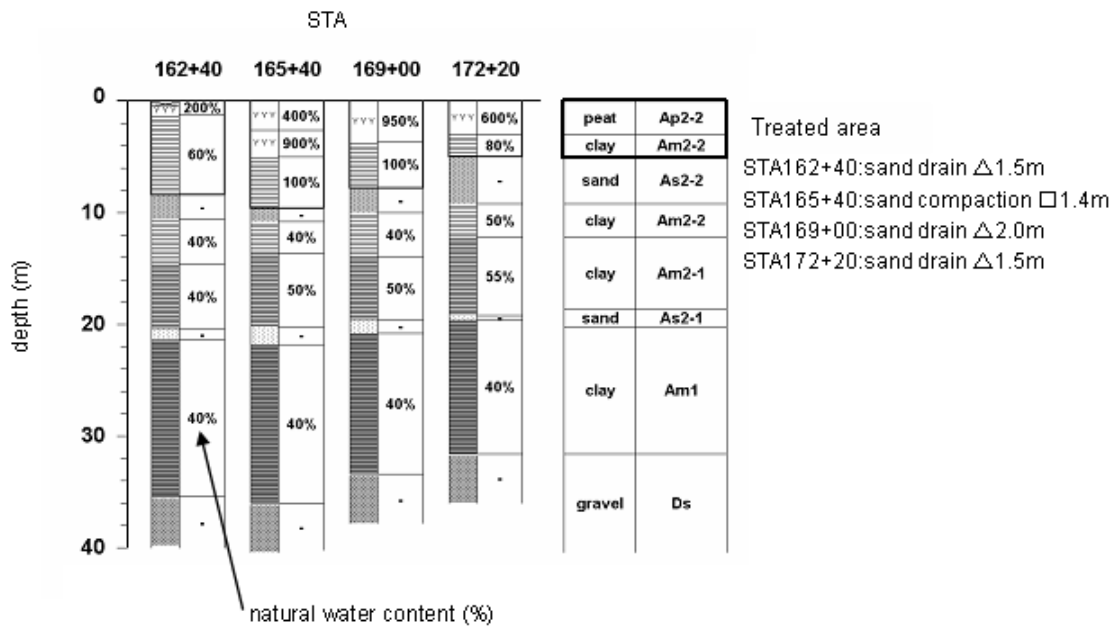 STA
162+40 165+40 169+00 172+20
depth (m)
0
10
20
30
40
200%
60%
-
40%
40%
-
40%
-
400%
900%
100%
-
40%
50%
-
40%
-
950%
100%
-
40%
50%
-
40%
-
600%
80%
-
50%
55%
-
40%
-
peat Ap2-2
clay Am2-2
sand As2-2
clay Am2-2
clay Am2-1
sand As2-1
clay Am1
gravel Ds
Treated area
STA162+40:sand drain △1.5m
STA165+40:sand compaction □1.4m
STA169+00:sand drain △2.0m
STA172+20:sand drain △1.5m
natural water content (%)